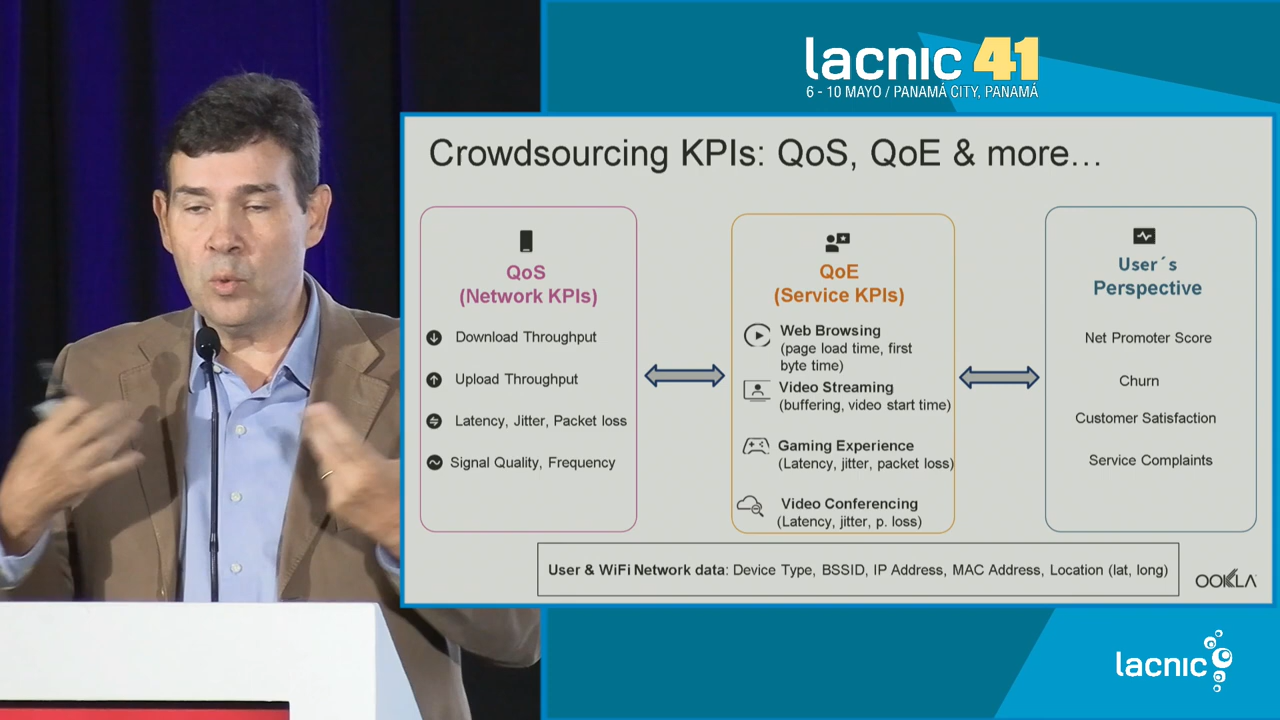 lacnic 41
6 - 10 MAYO / PANAMÁ CITY, PANAMÁ
Crowdsourcing KPIs: QoS, QoE & more…
QoS
(Network KPIs)
Download Throughput
Upload Throughput
Latency, Jitter, Packet loss
Signal Quality, Frequency
QoE
(Service KPIs)
Web Browsing
(page load time, first
byte time)
Video Streaming
(buffering, video start time)
Gaming Experience
(Latency, jitter, packet loss)
Video Conferencing
(Latency, jitter, p. loss)
User´s
Perspective
Net Promoter Score
Churn
Customer Satisfaction
Service Complaints
User & WiFi Network data: Device Type, BSSID, IP Address, MAC Address, Location (lat, long)
OOKLA
lacnic